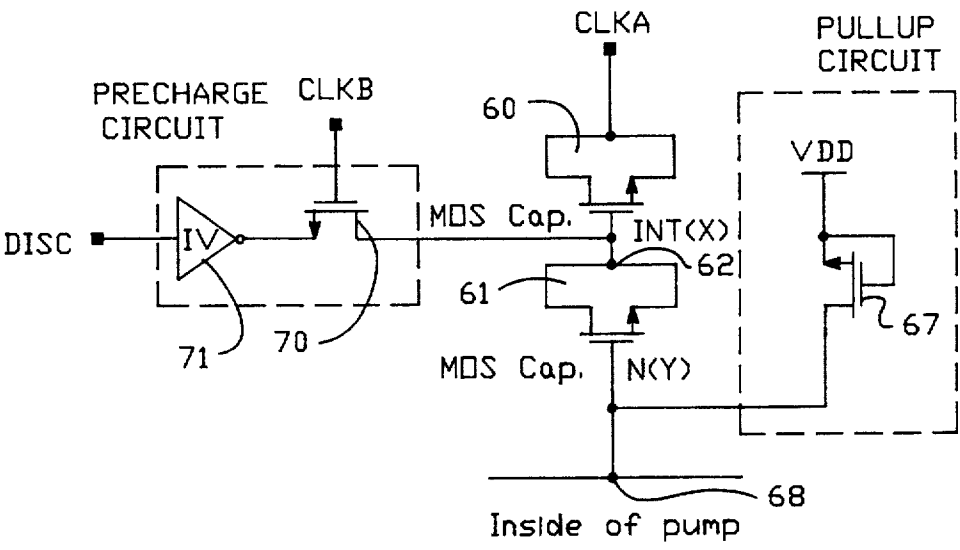 CLKA
PULLUP
CIRCUIT
PRECHARGE
CIRCUIT
CLKB
60
VDD
DISC
IV
MOS Cap.
INT(X)
62
61
67
71
70
MOS Cap.
N(Y)
68
Inside of pump